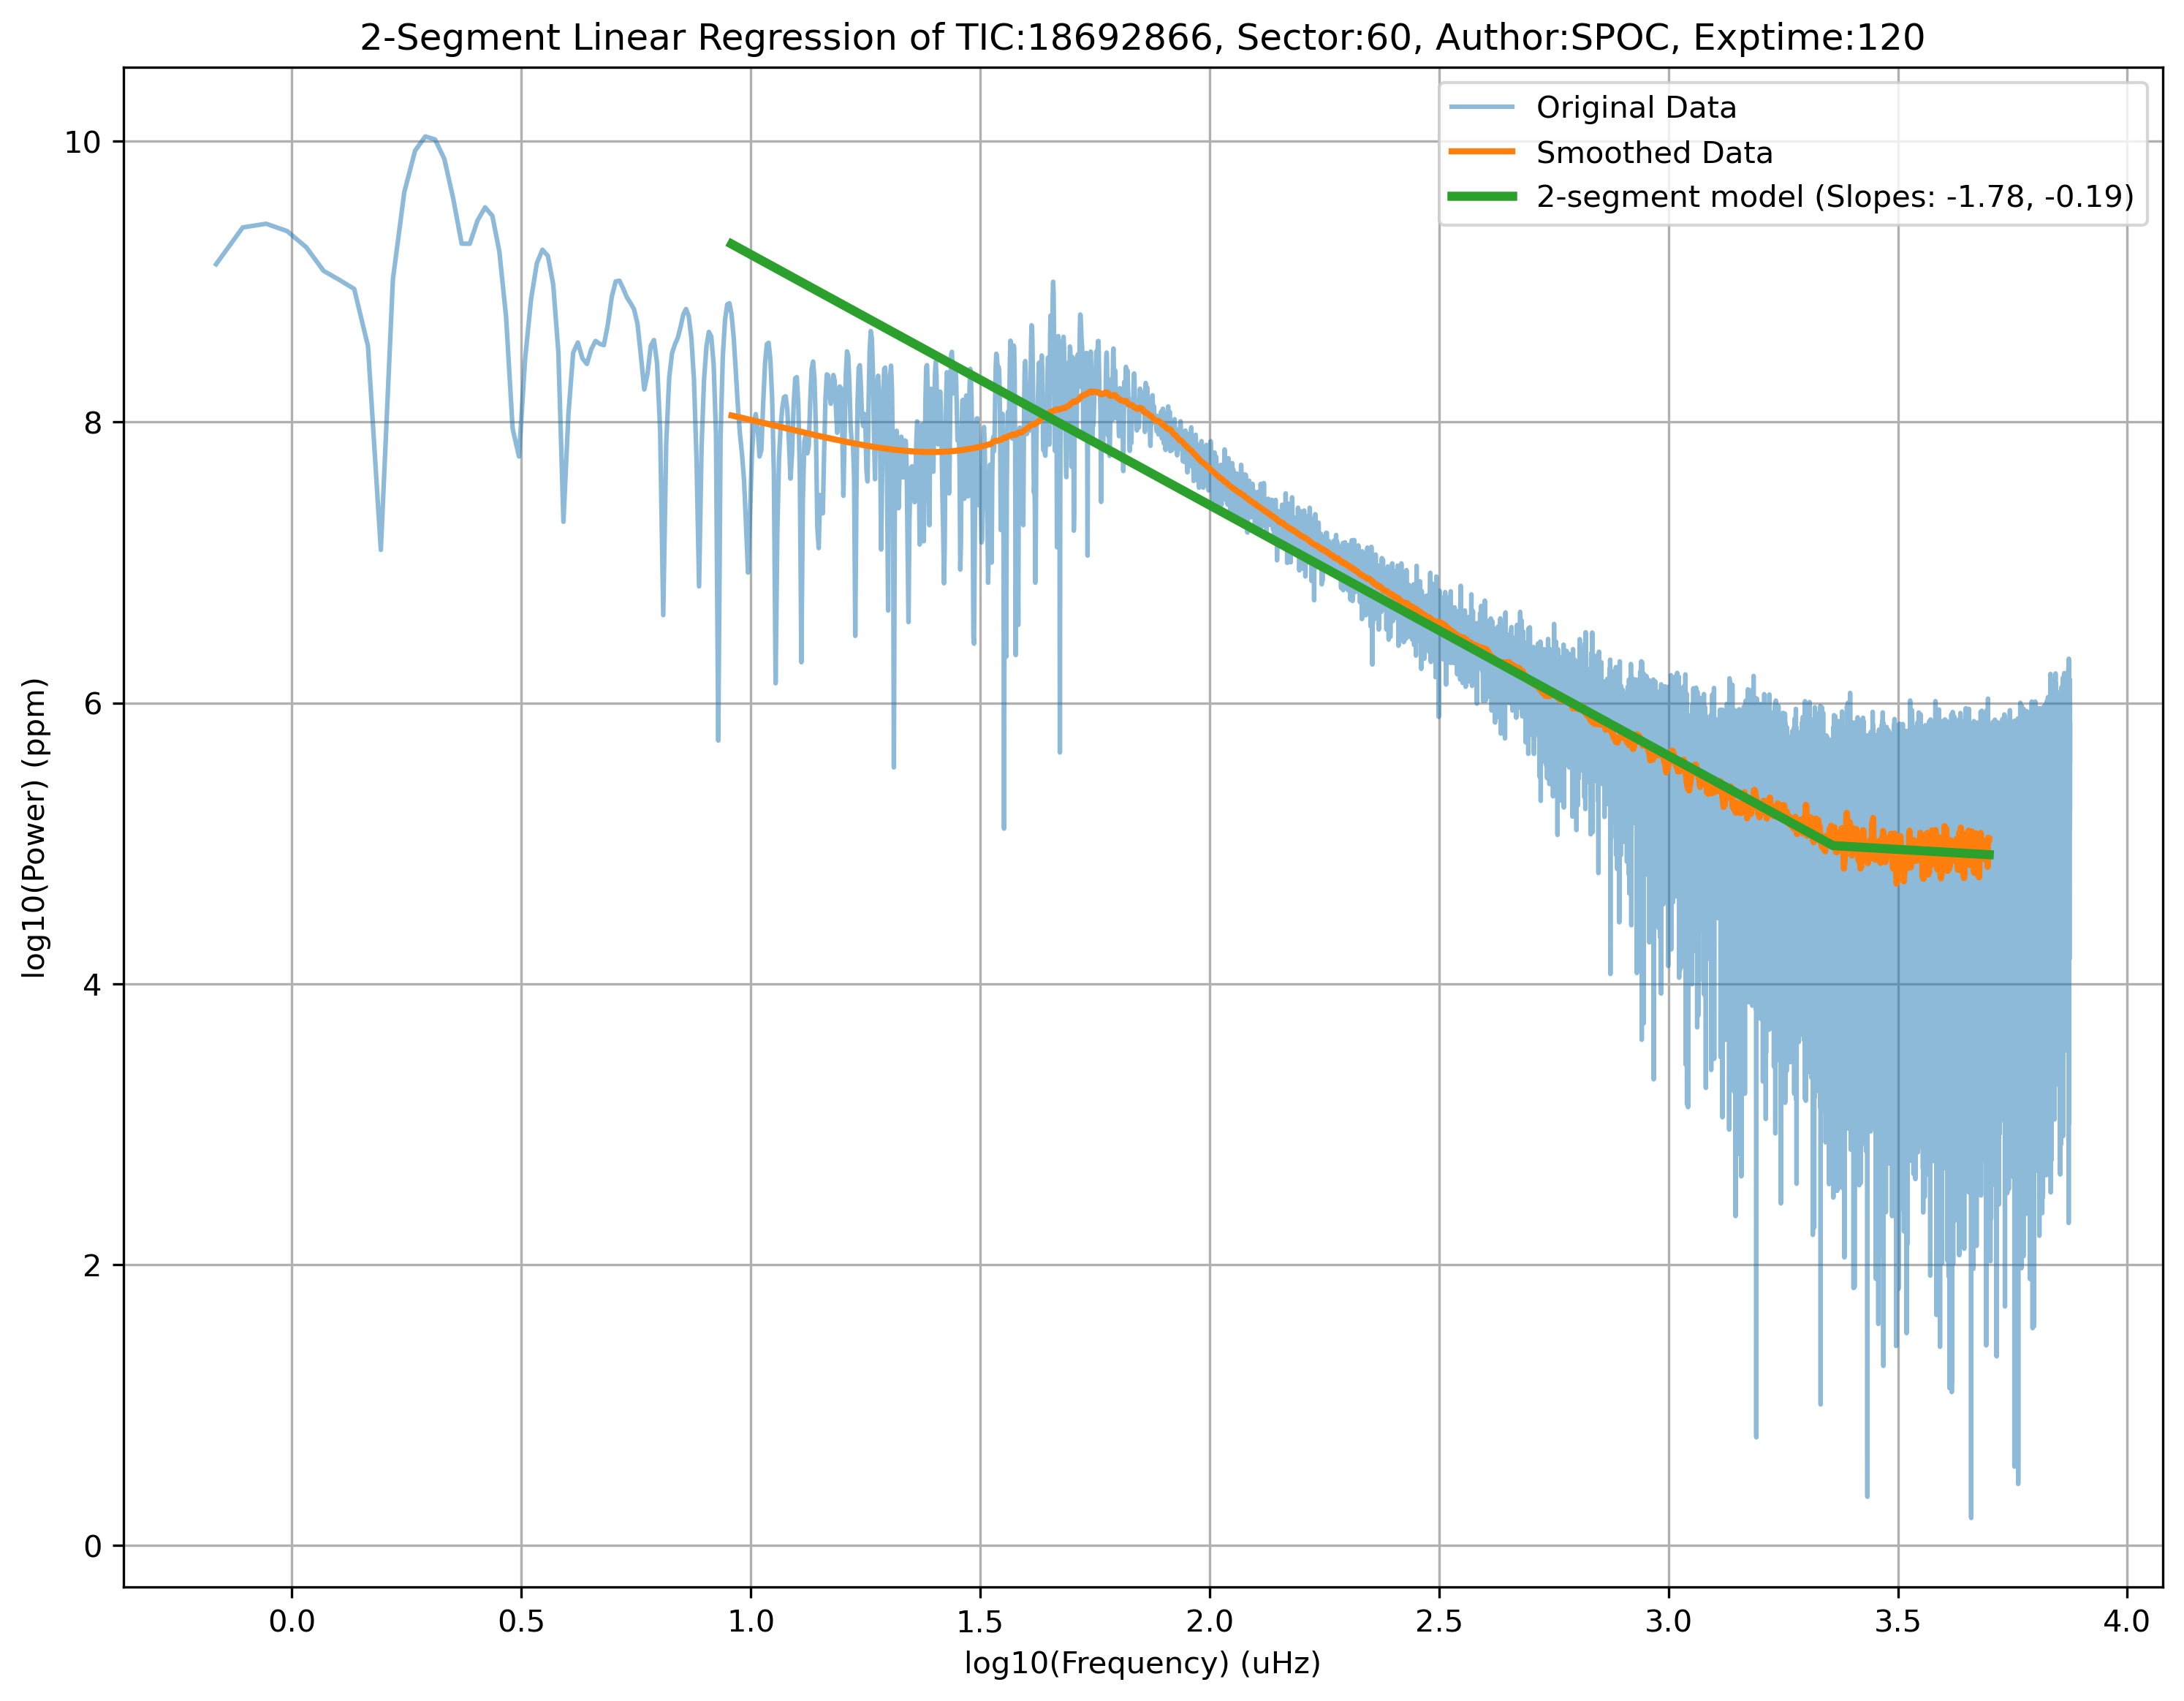 2-Segment Linear Regression of TIC:18692866, Sector:60, Author:SPOC, Exptime:120
Original Data
Smoothed Data
2-segment model (Slopes: -1.78, -0.19)
log10(Power) (ppm)
10
8
6
4
2
0
0.0 0.5 1.0 1.5 2.0 2.5 3.0 3.5 4.0
log10(Frequency) (uHz)